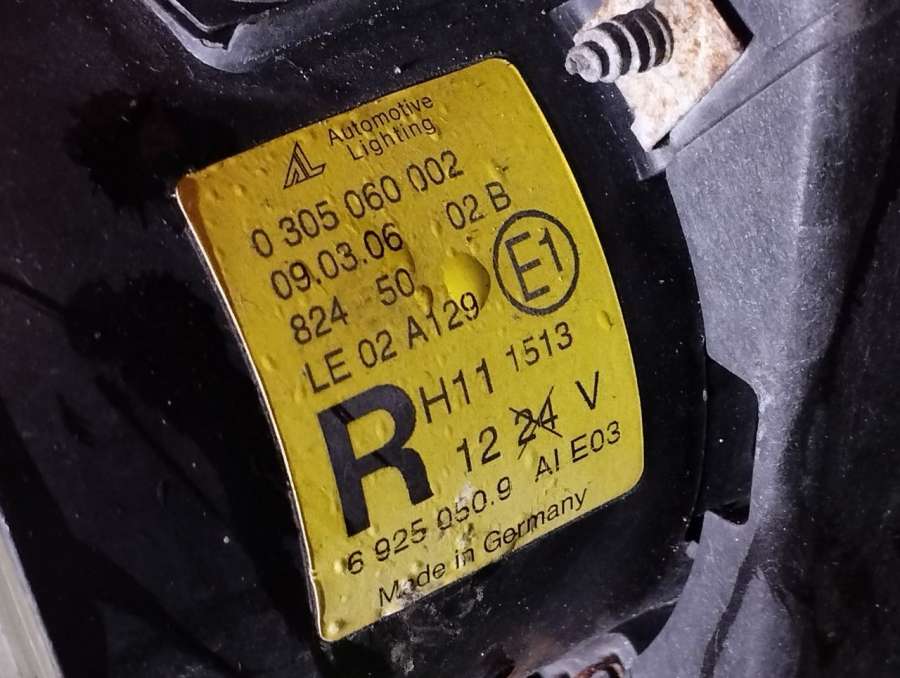 AL Automotive
Lighting
0 305 060 002
09.03.06 02 B
824 50
LE 02 A129 E1
R H11 1513
12 24 V
6 925 050.9 AI E03
Made in Germany